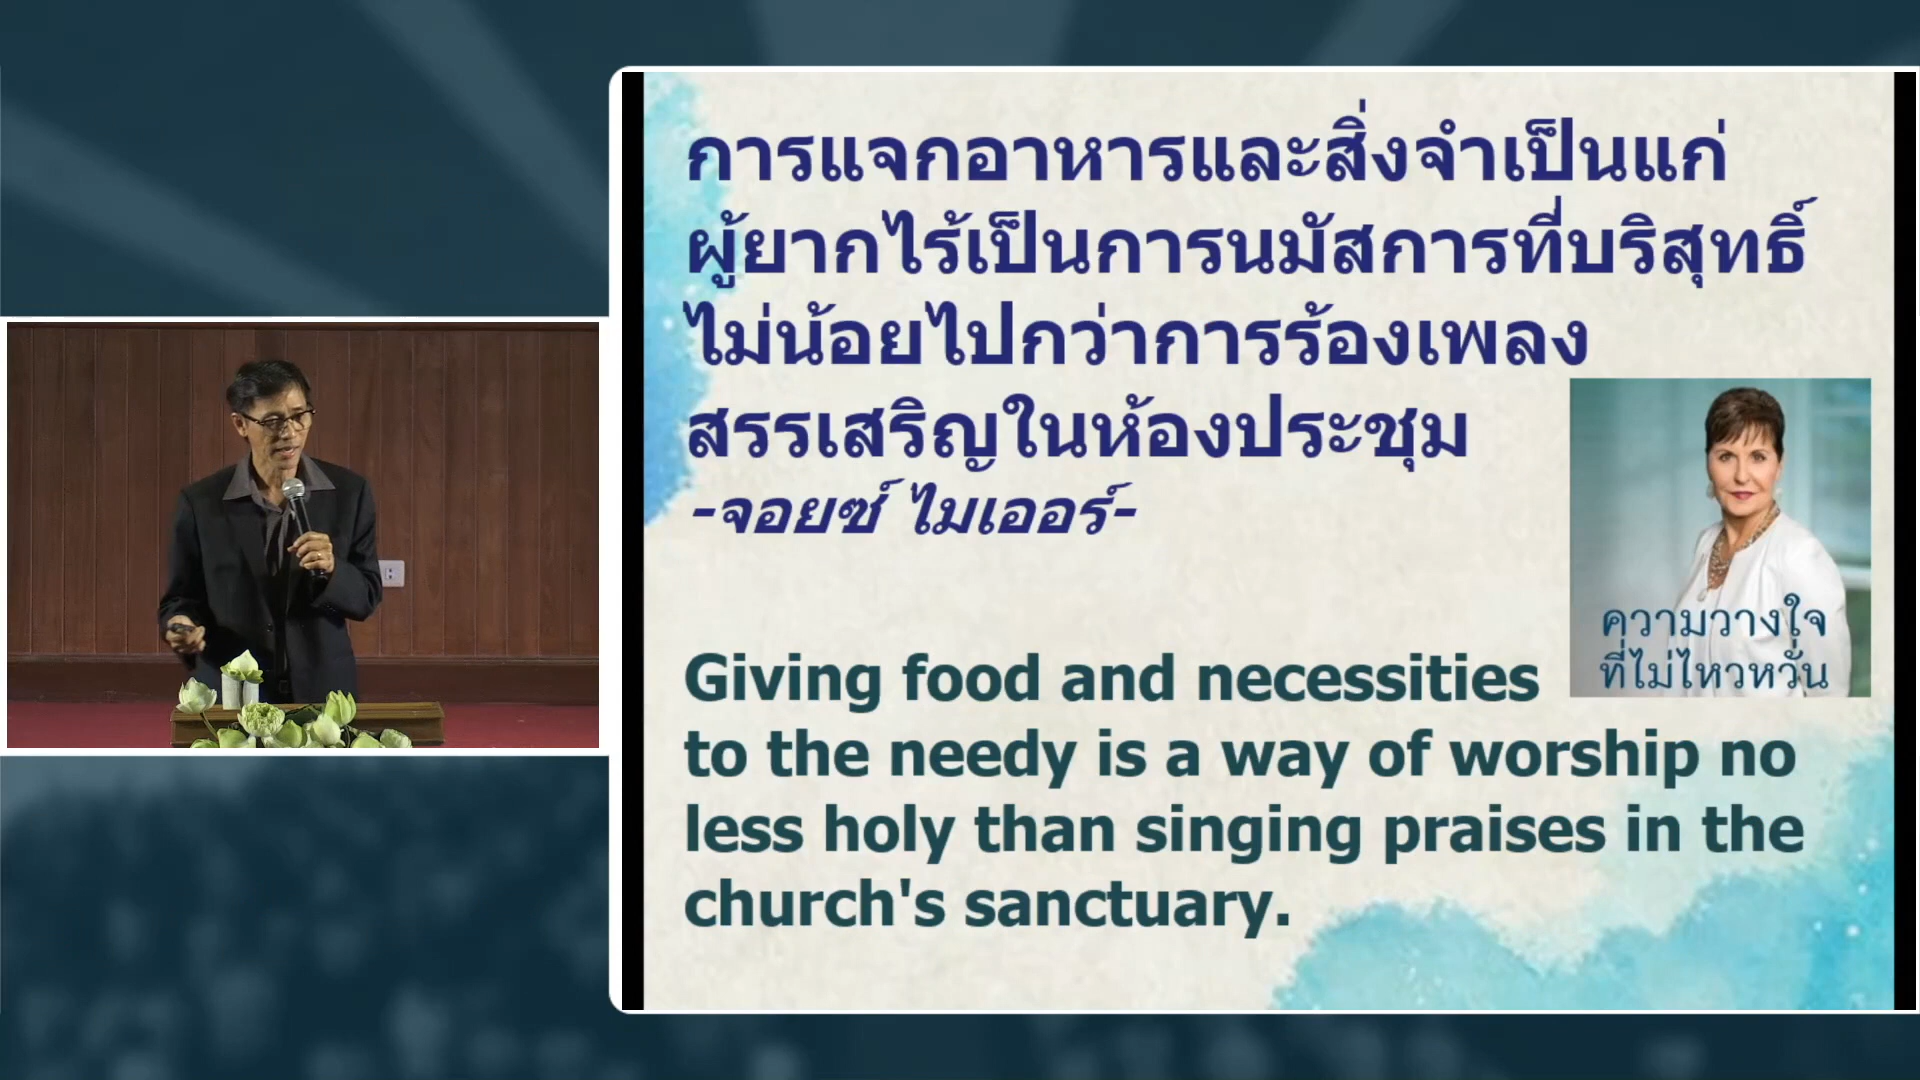 การแจกอาหารและสิ่งจำเป็นแก่
ผู้ยากไร้เป็นการนมัสการที่บริสุทธิ์
ไม่น้อยไปกว่าการร้องเพลง
สรรเสริญในห้องประชุม
-จอยซ์ ไมเออร์-
ความวางใจ
ที่ไม่ไหวหวั่น
Giving food and necessities
to the needy is a way of worship no
less holy than singing praises in the
church's sanctuary.